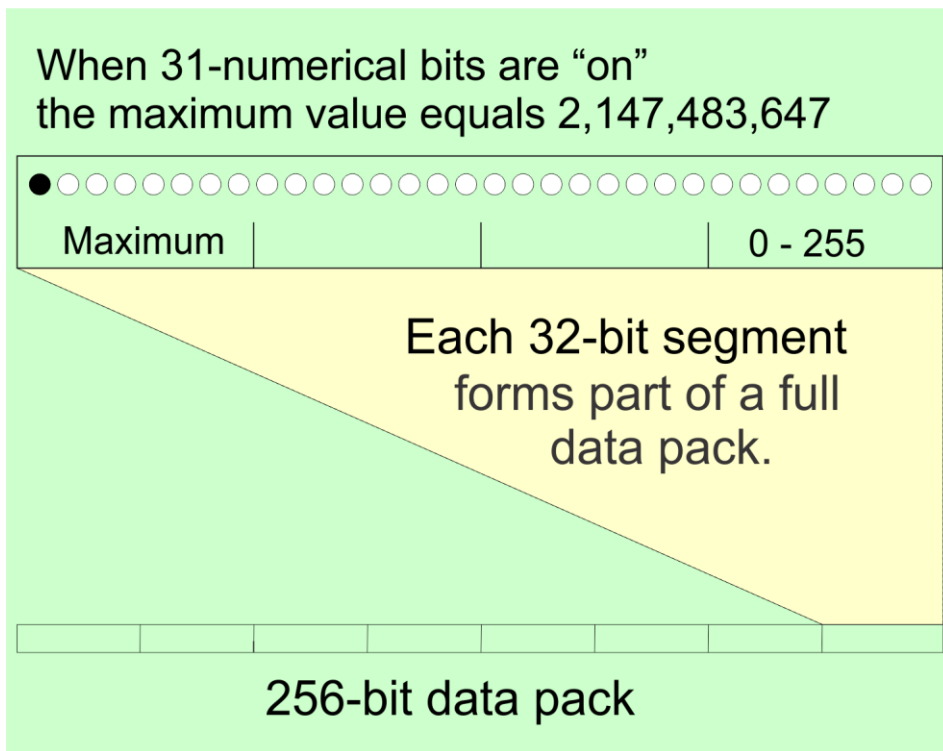 When 31-numerical bits are “on”
the maximum value equals 2,147,483,647
Maximum
0 - 255
Each 32-bit segment
forms part of a full
data pack.
256-bit data pack